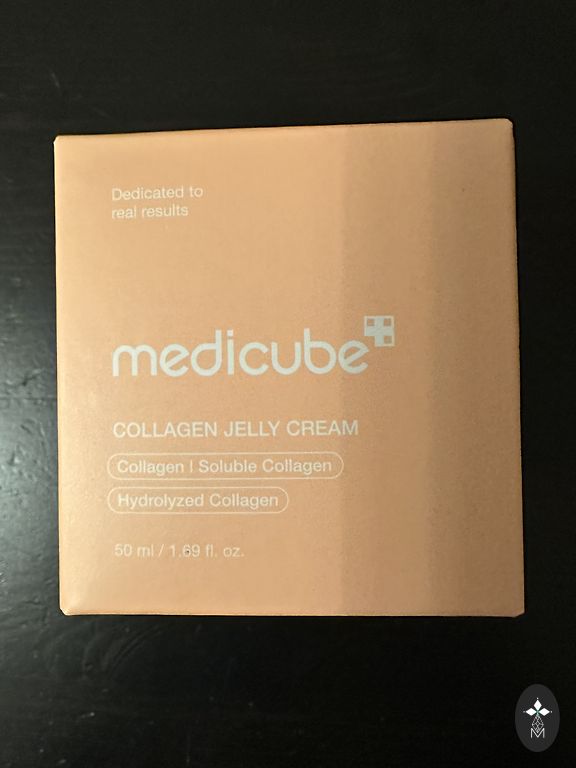 Dedicated to
real results
medicube
COLLAGEN JELLY CREAM
Collagen | Soluble Collagen
Hydrolyzed Collagen
50 ml / 1.69 fl. oz.
M